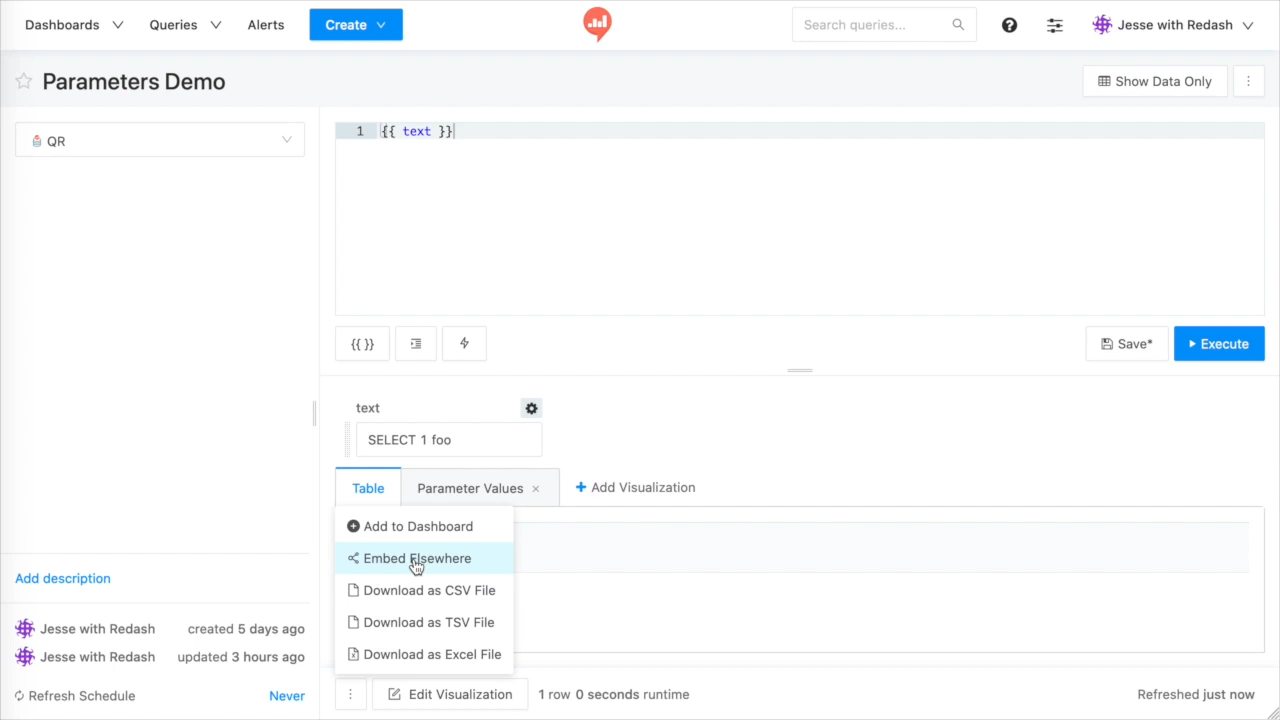 Dashboards Queries Alerts Create Search queries... Jesse with Redash
Parameters Demo Show Data Only
QR
1 {{ text }}
{{ }} Save* Execute
text
SELECT 1 foo
Table Parameter Values × + Add Visualization
Add to Dashboard
Embed Elsewhere
Download as CSV File
Download as TSV File
Download as Excel File
Add description
Jesse with Redash created 5 days ago
Jesse with Redash updated 3 hours ago
Refresh Schedule Never
Edit Visualization 1 row 0 seconds runtime Refreshed just now